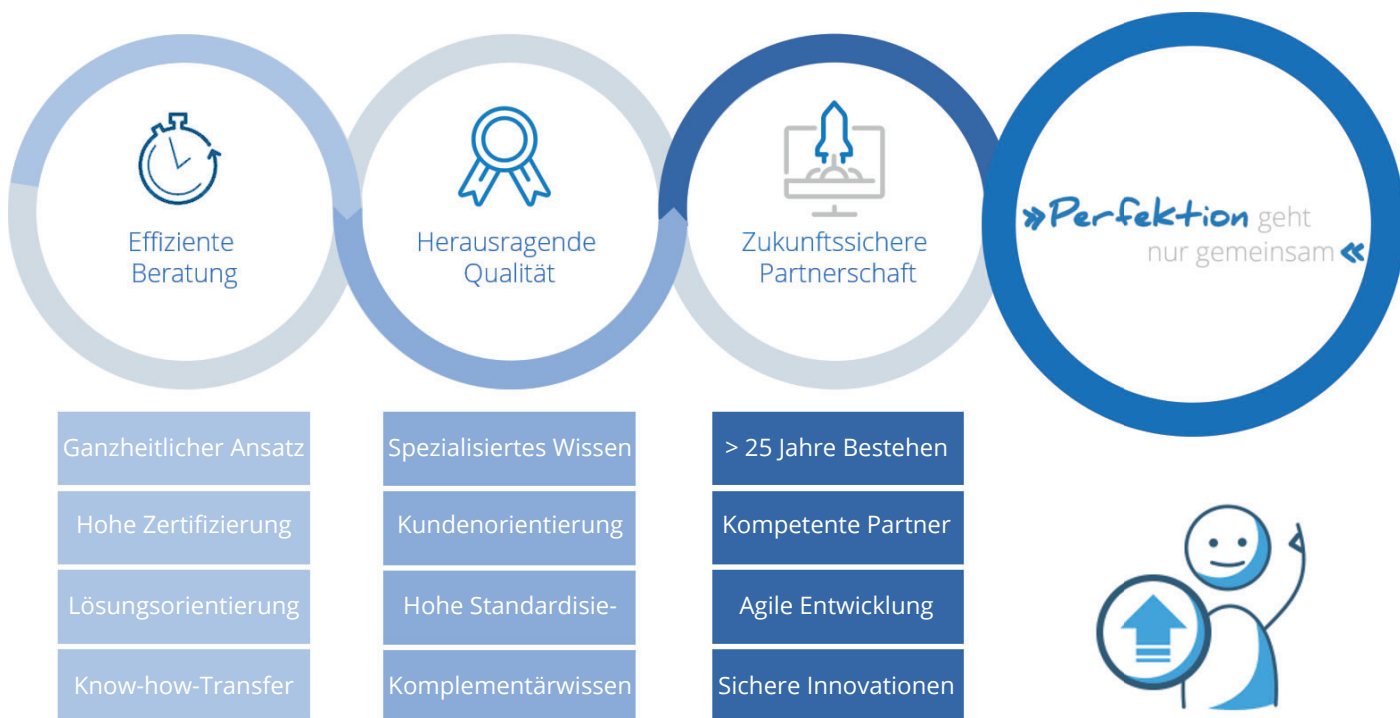 Effiziente
Beratung
Herausragende
Qualität
Zukunftssichere
Partnerschaft
»Perfektion geht
nur gemeinsam«
Ganzheitlicher Ansatz
Hohe Zertifizierung
Lösungsorientierung
Know-how-Transfer
Spezialisiertes Wissen
Kundenorientierung
Hohe Standardisie-
Komplementärwissen
> 25 Jahre Bestehen
Kompetente Partner
Agile Entwicklung
Sichere Innovationen